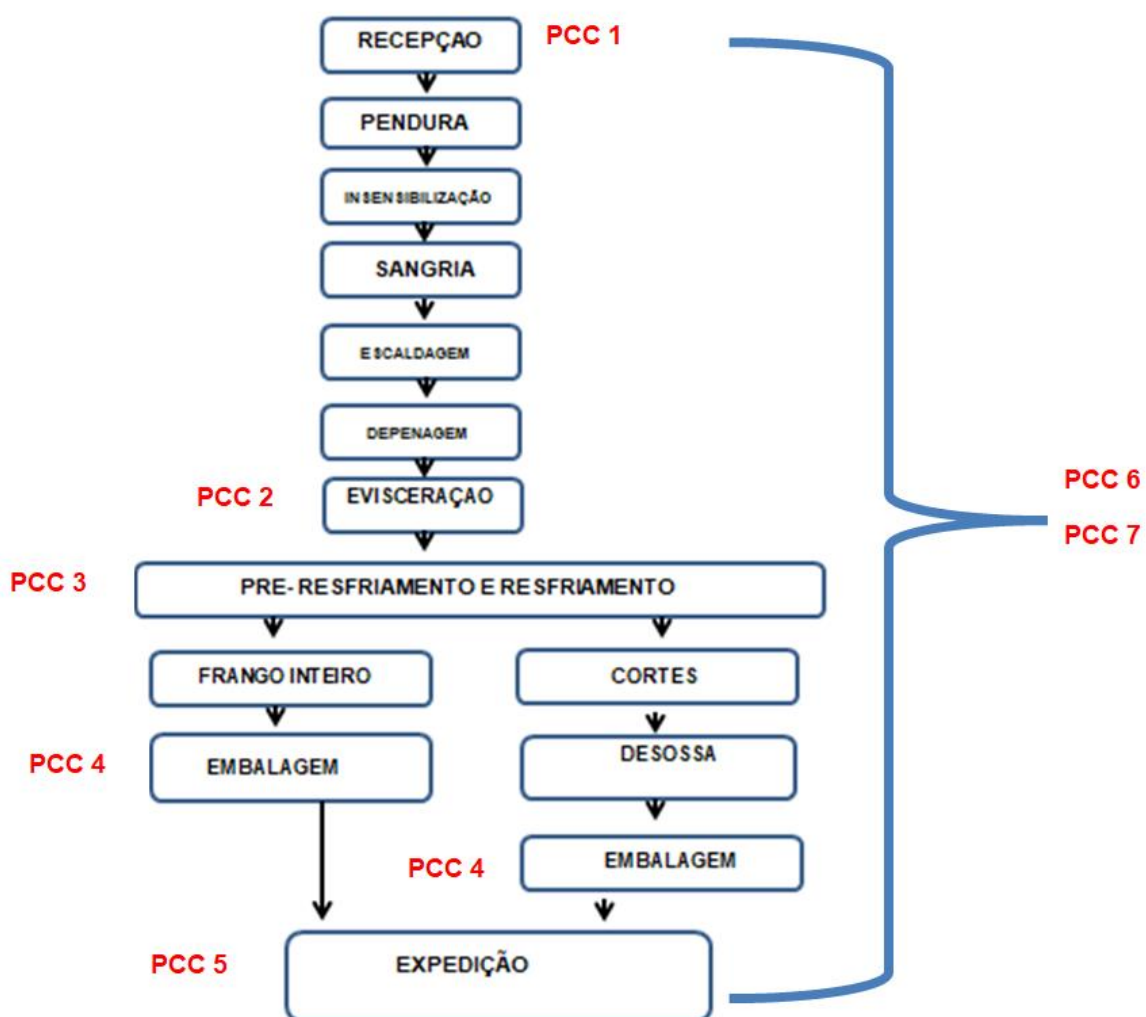 RECEPÇAO
PCC 1
PENDURA
INSENSIBILIZAÇÃO
SANGRIA
ESCALDAGEM
DEPENAGEM
PCC 2
EVISCERAÇAO
PCC 6
PCC 7
PCC 3
PRE- RESFRIAMENTO E RESFRIAMENTO
FRANGO INTEIRO
CORTES
PCC 4
EMBALAGEM
DESOSSA
PCC 4
EMBALAGEM
PCC 5
EXPEDIÇÃO